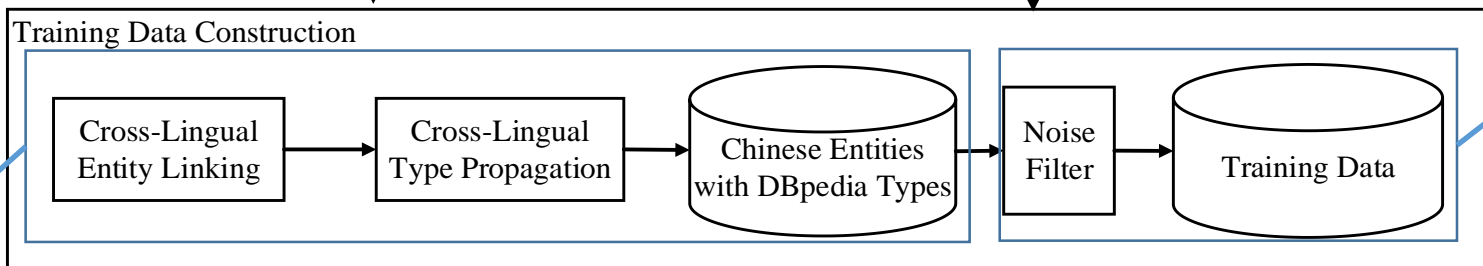 Training Data Construction
Cross-Lingual
Entity Linking
Cross-Lingual
Type Propagation
Chinese Entities
with DBpedia Types
Noise
Filter
Training Data